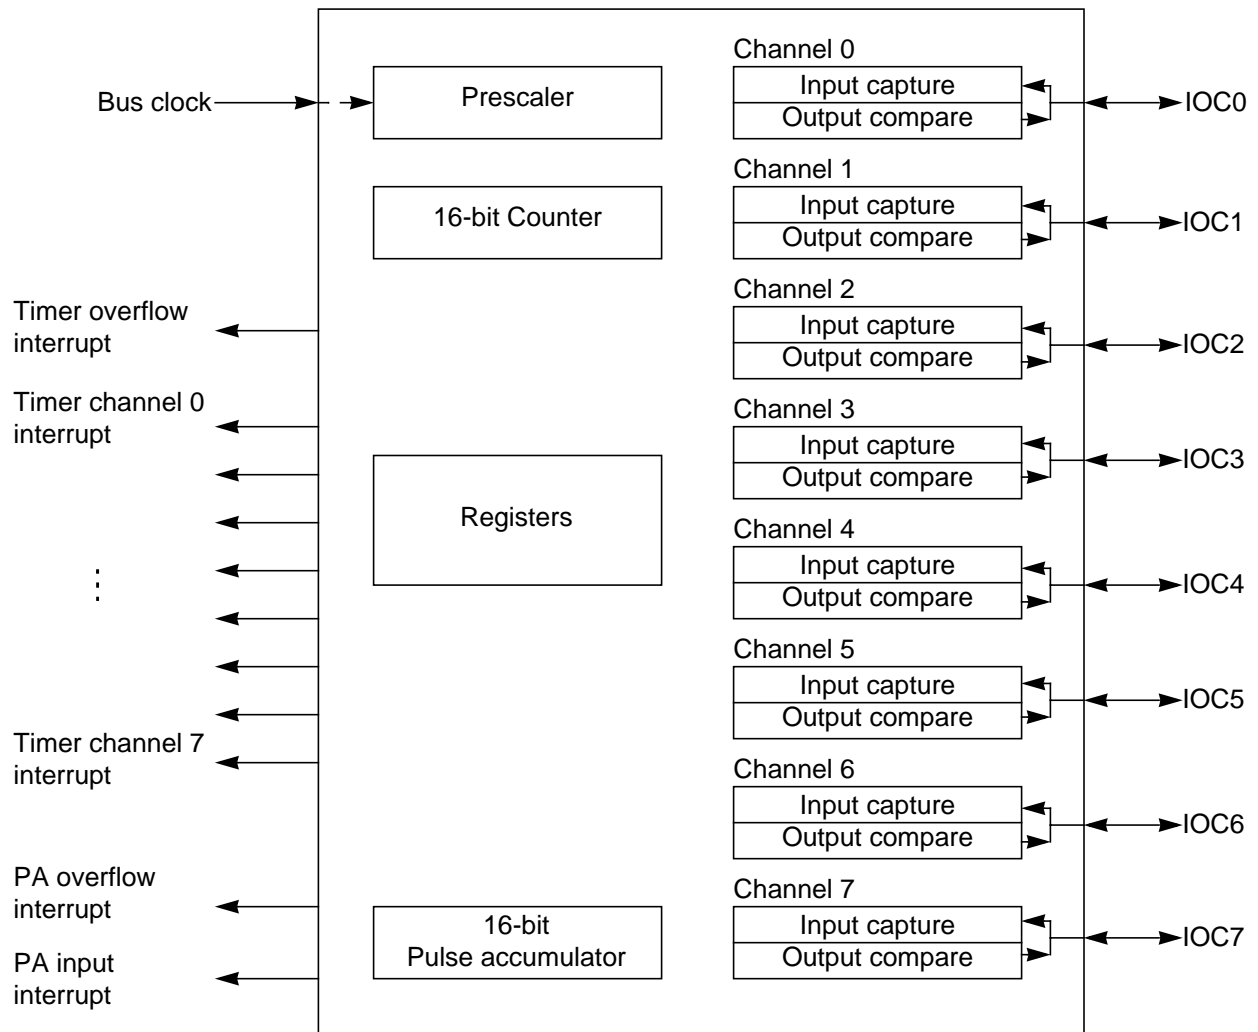 Channel 0
Bus clock
Prescaler
Input capture
Output compare
IOC0
Channel 1
16-bit Counter
Input capture
Output compare
IOC1
Timer overflow
interrupt
Channel 2
Input capture
Output compare
IOC2
Timer channel 0
interrupt
Channel 3
Input capture
Output compare
IOC3
Registers
Channel 4
Input capture
Output compare
IOC4
Channel 5
Input capture
Output compare
IOC5
Timer channel 7
interrupt
Channel 6
Input capture
Output compare
IOC6
PA overflow
interrupt
Channel 7
16-bit
Pulse accumulator
Input capture
Output compare
IOC7
PA input
interrupt